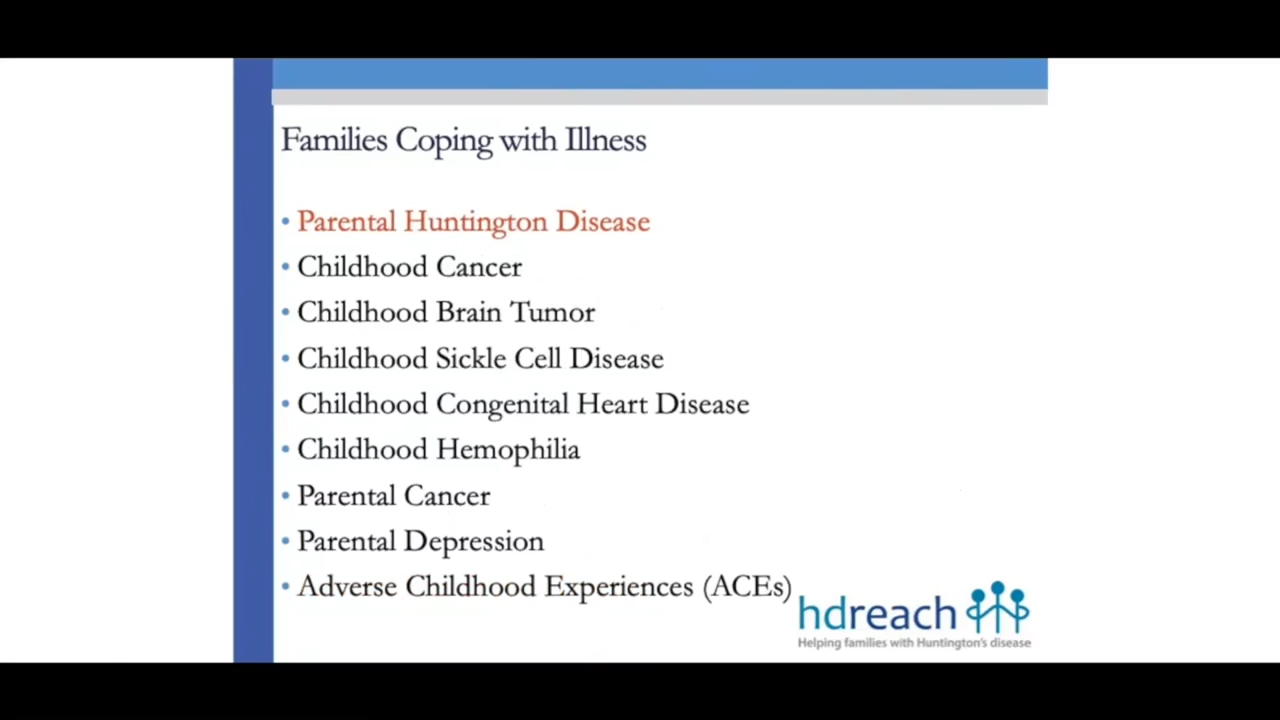 Families Coping with Illness
• Parental Huntington Disease
• Childhood Cancer
• Childhood Brain Tumor
• Childhood Sickle Cell Disease
• Childhood Congenital Heart Disease
• Childhood Hemophilia
• Parental Cancer
• Parental Depression
• Adverse Childhood Experiences (ACEs)
hdreach
Helping families with Huntington's disease